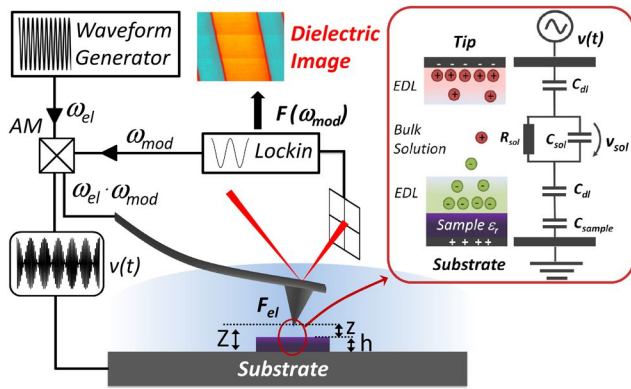 Waveform
Generator
ω_el
AM
ω_mod
ω_el · ω_mod
v(t)
Dielectric
Image
F(ω_mod)
Lockin
F_el
Z
z
h
Substrate
Tip
- - - - -
EDL
+ + + + +
+ +
Bulk
Solution
+
-
EDL
- -
- - - -
Sample ε_r
+ + + +
Substrate
v(t)
C_dl
R_sol
C_sol
v_sol
C_dl
C_sample